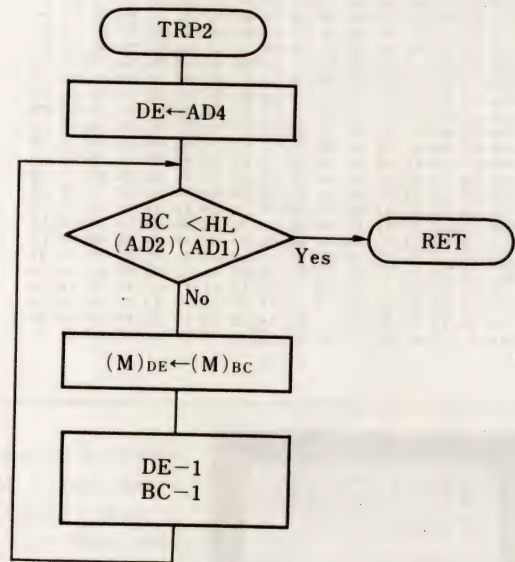 TRP2
DE←AD4
BC <HL
(AD2)(AD1)
Yes
RET
No
(M)DE←(M)BC
DE−1
BC−1